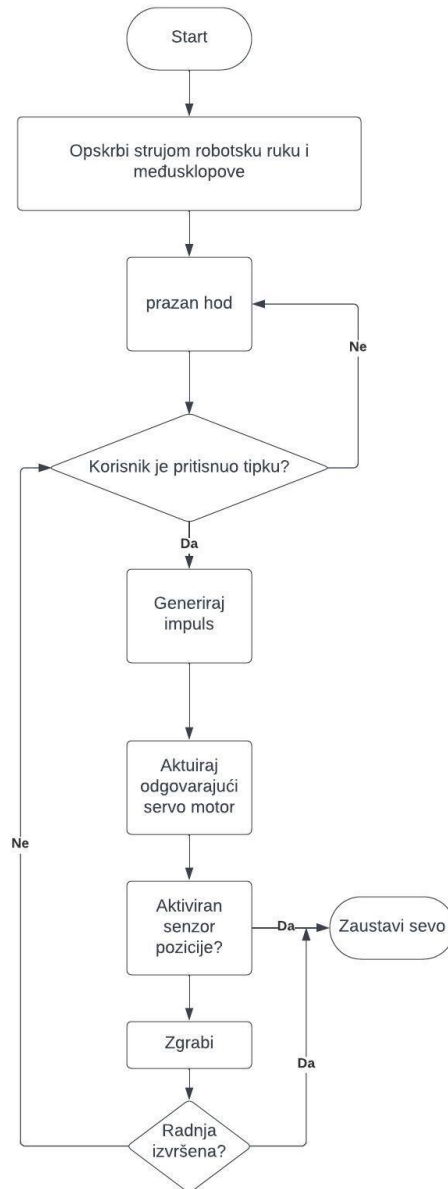 Start
Opskrbi strujom robotsku ruku i
međusklopove
prazan hod
Ne
Korisnik je pritisnuo tipku?
Da
Generiraj
impuls
Aktuiraj
odgovarajući
servo motor
Ne
Aktiviran
senzor
pozicije?
Da
Zaustavi sevo
Zgrabi
Da
Radnja
izvršena?